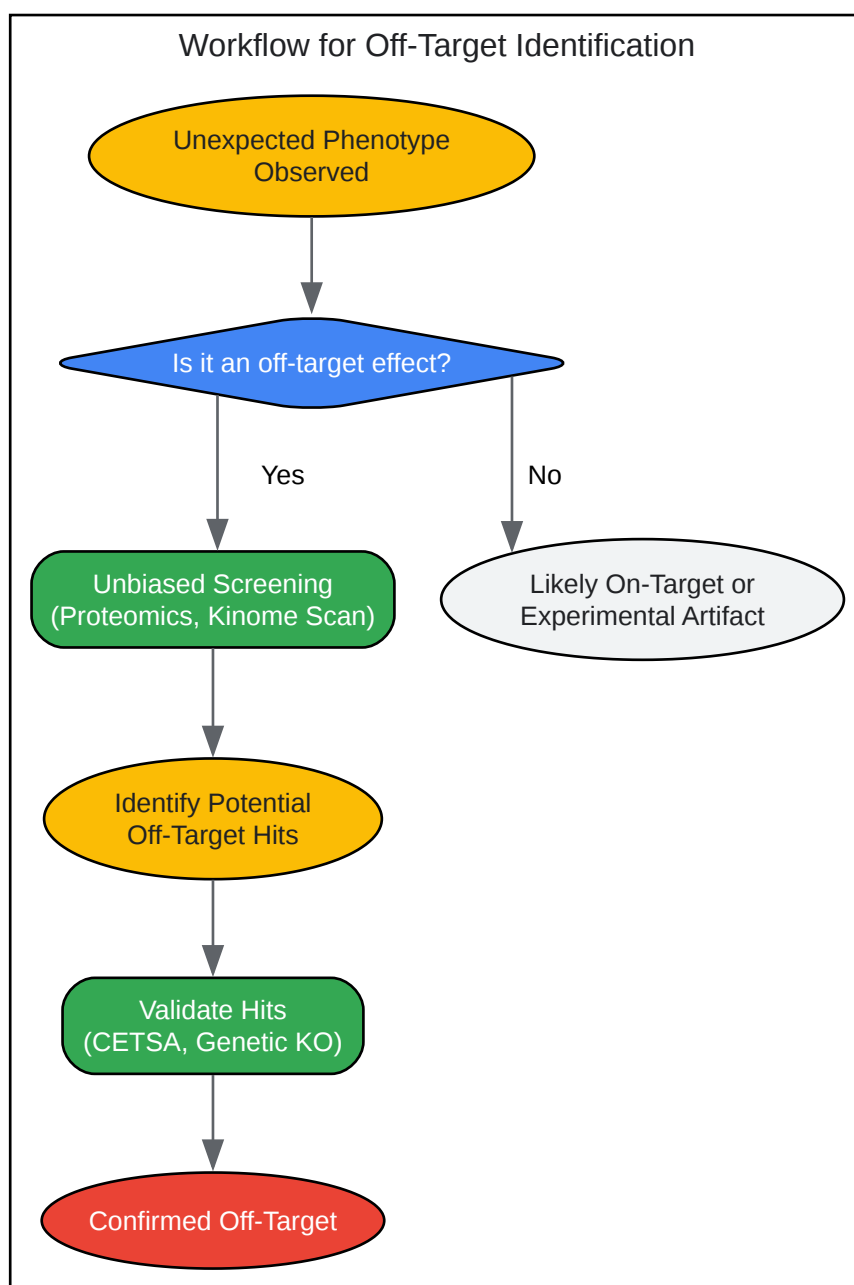 Workflow for Off-Target Identification
Unexpected Phenotype
Observed
Is it an off-target effect?
Yes
No
Unbiased Screening
(Proteomics, Kinome Scan)
Likely On-Target or
Experimental Artifact
Identify Potential
Off-Target Hits
Validate Hits
(CETSA, Genetic KO)
Confirmed Off-Target